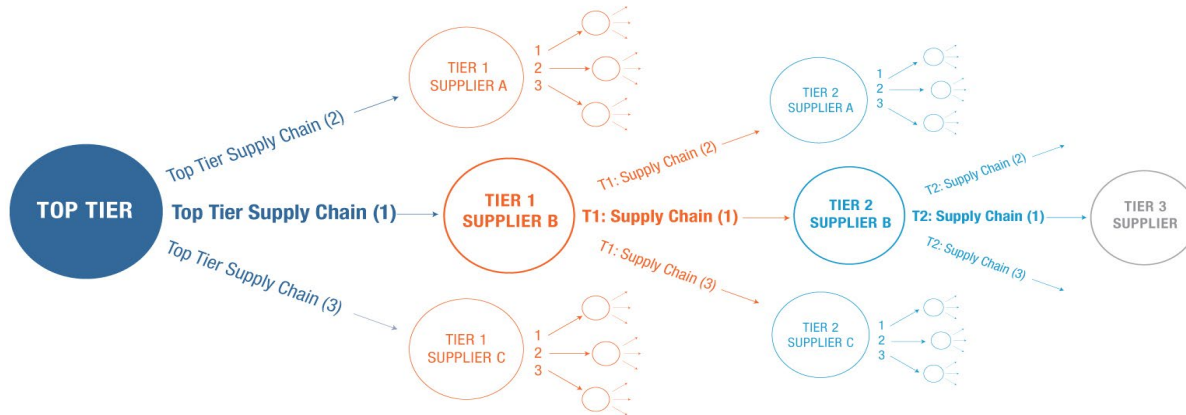 TOP TIER
Top Tier Supply Chain (2)
Top Tier Supply Chain (1)
Top Tier Supply Chain (3)
TIER 1
SUPPLIER A
1
2
3
TIER 1
SUPPLIER B
TIER 1
SUPPLIER C
1
2
3
T1: Supply Chain (2)
T1: Supply Chain (1)
T1: Supply Chain (3)
TIER 2
SUPPLIER A
1
2
3
TIER 2
SUPPLIER B
TIER 2
SUPPLIER C
1
2
3
T2: Supply Chain (2)
T2: Supply Chain (1)
T2: Supply Chain (3)
TIER 3
SUPPLIER